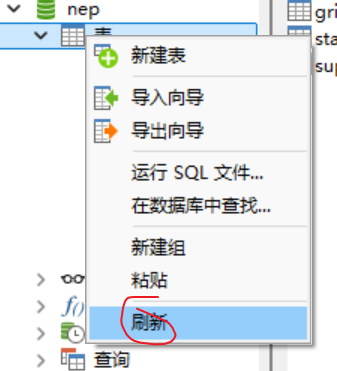 nep
表
新建表
导入向导
导出向导
运行 SQL 文件...
在数据库中查找...
新建组
粘贴
刷新
f()
查询
gri
sta
sup